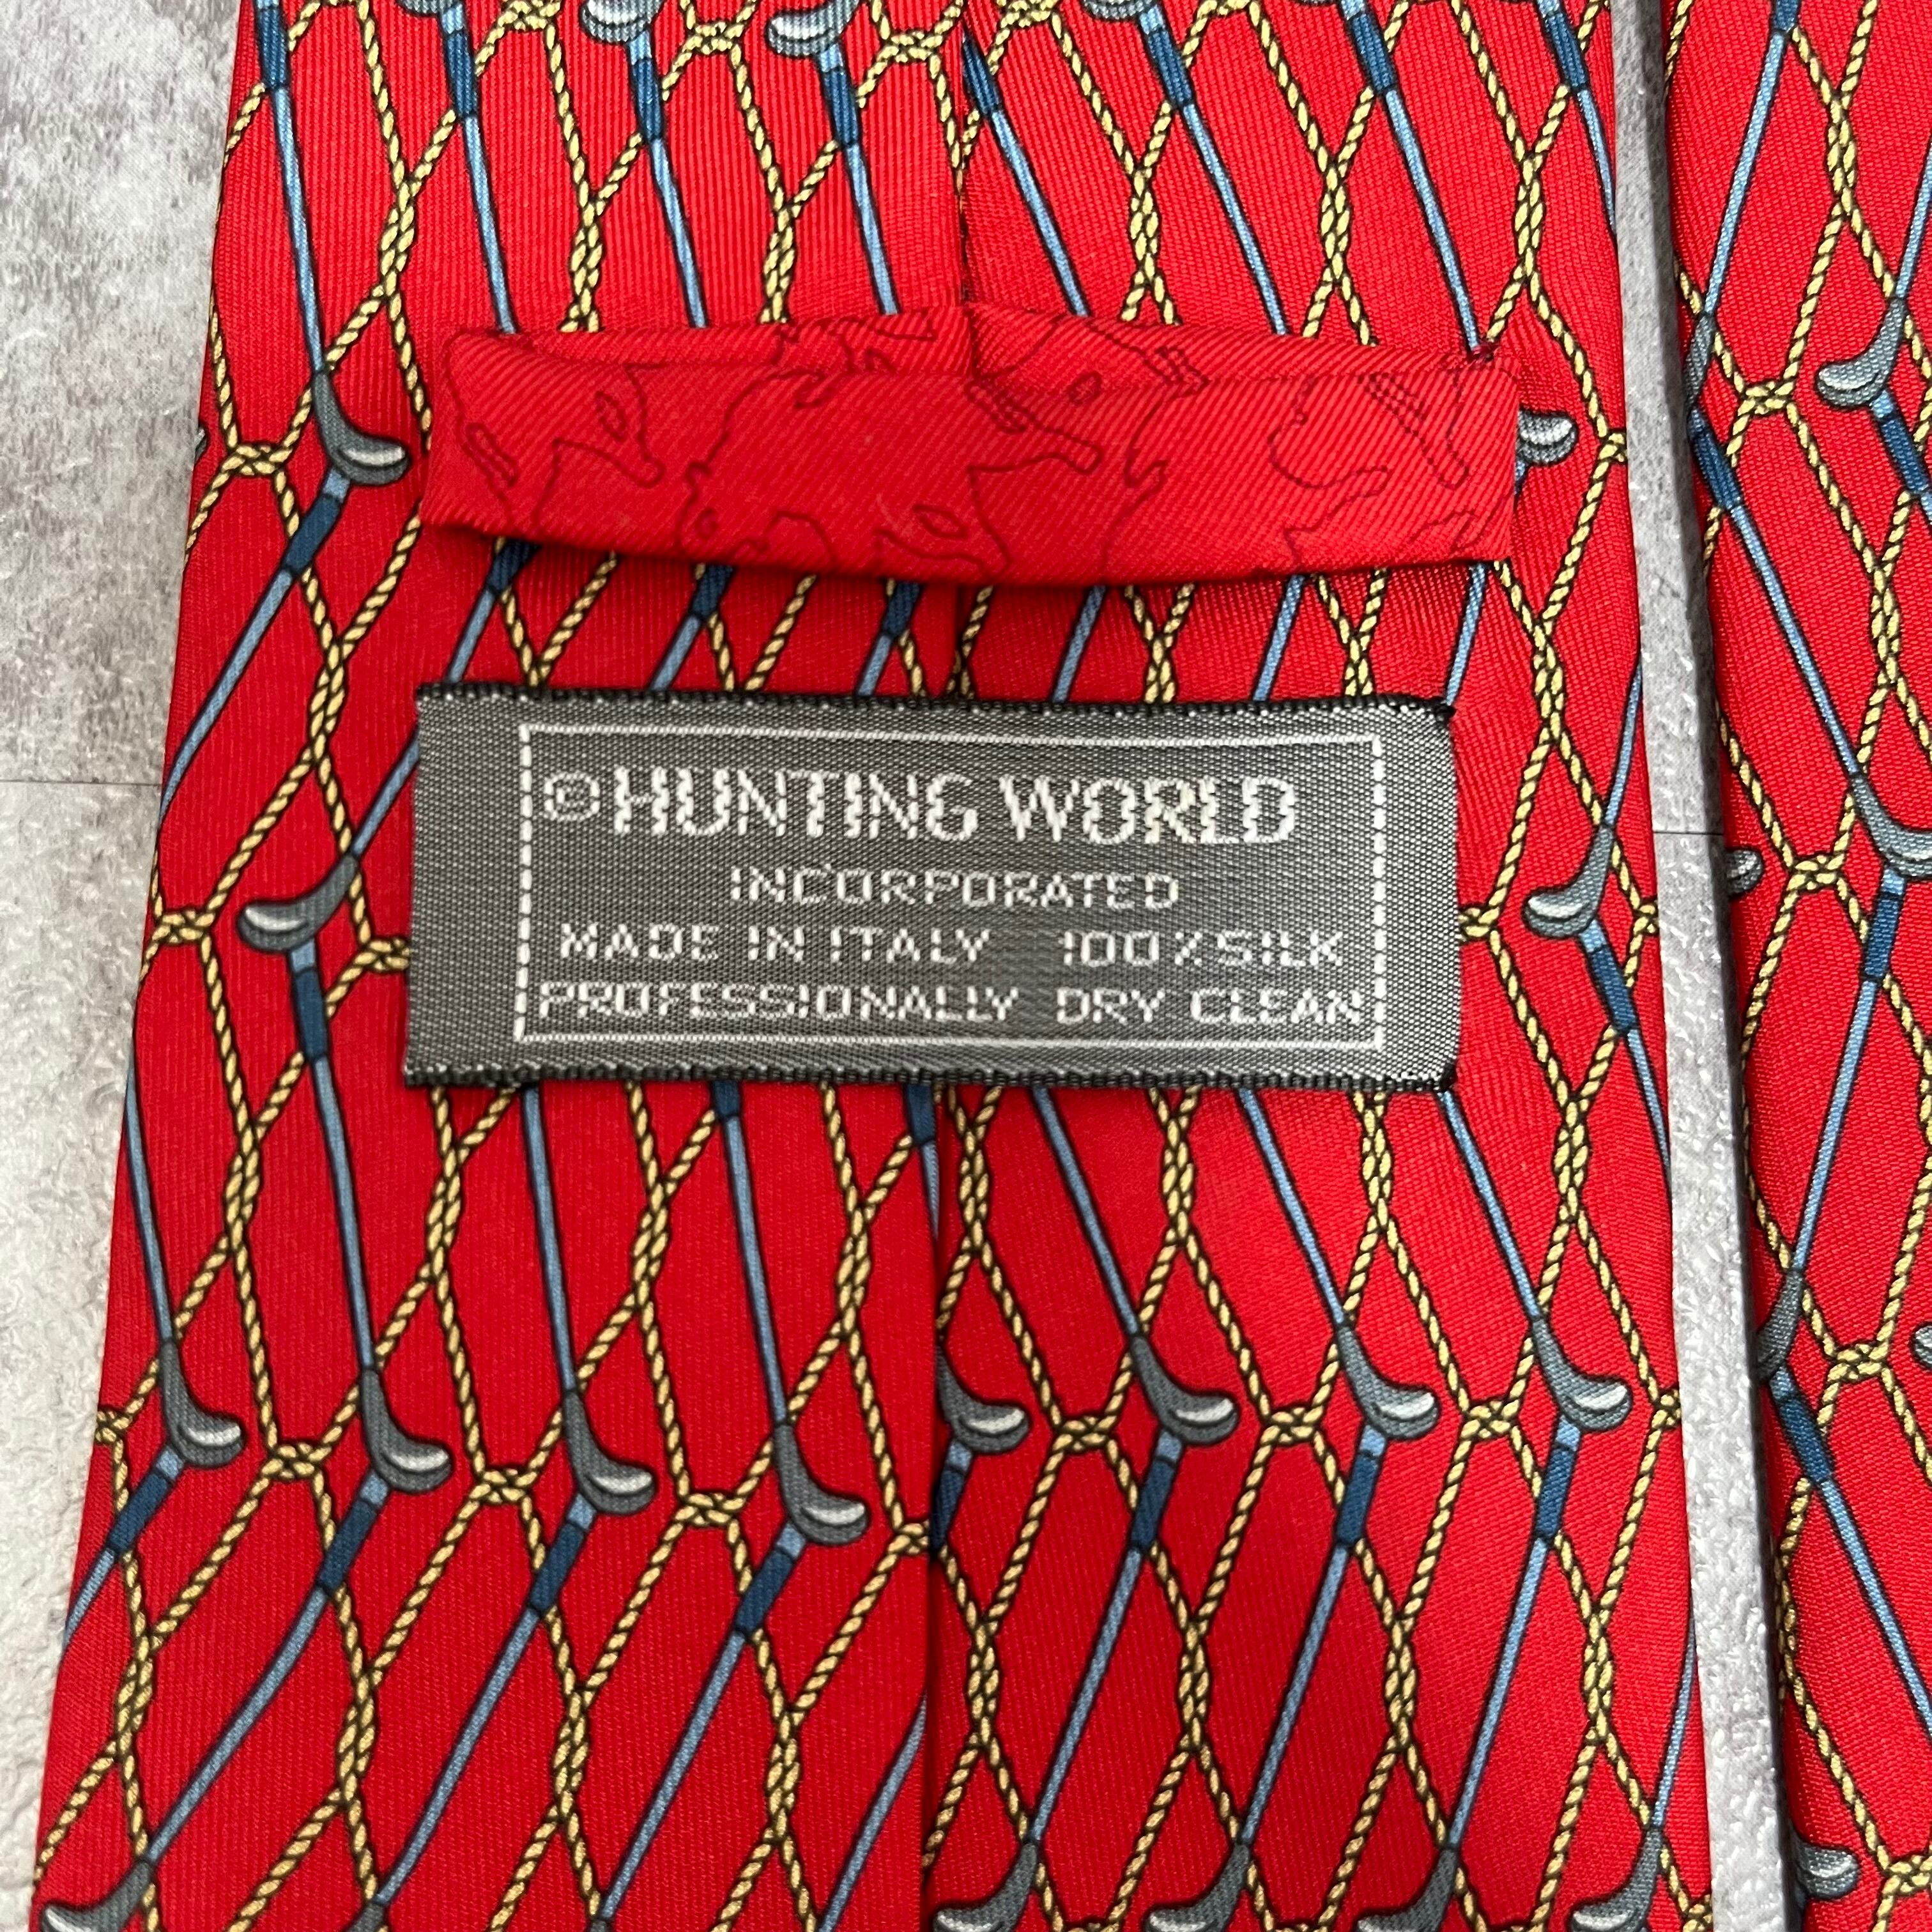 ©HUNTING WORLD
INCORPORATED
MADE IN ITALY 100%SILK
PROFESSIONALLY DRY CLEAN